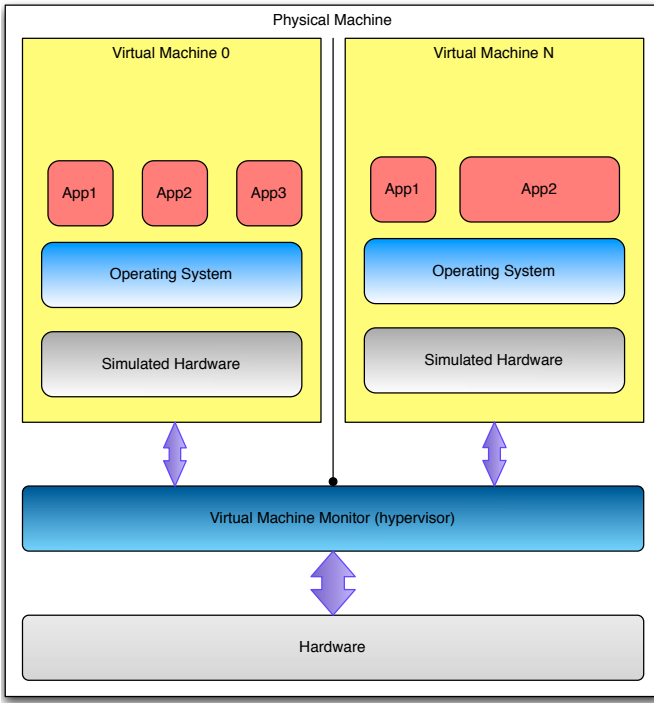 Physical Machine
Virtual Machine 0
App1
App2
App3
Operating System
Simulated Hardware
Virtual Machine N
App1
App2
Operating System
Simulated Hardware
Virtual Machine Monitor (hypervisor)
Hardware